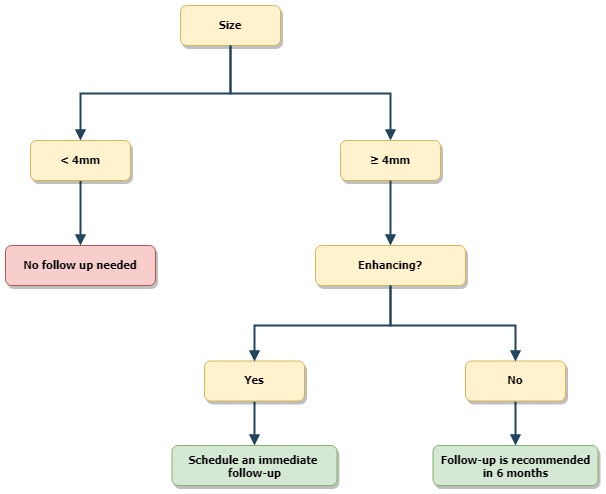 Size
< 4mm
≥ 4mm
No follow up needed
Enhancing?
Yes
No
Schedule an immediate
follow-up
Follow-up is recommended
in 6 months